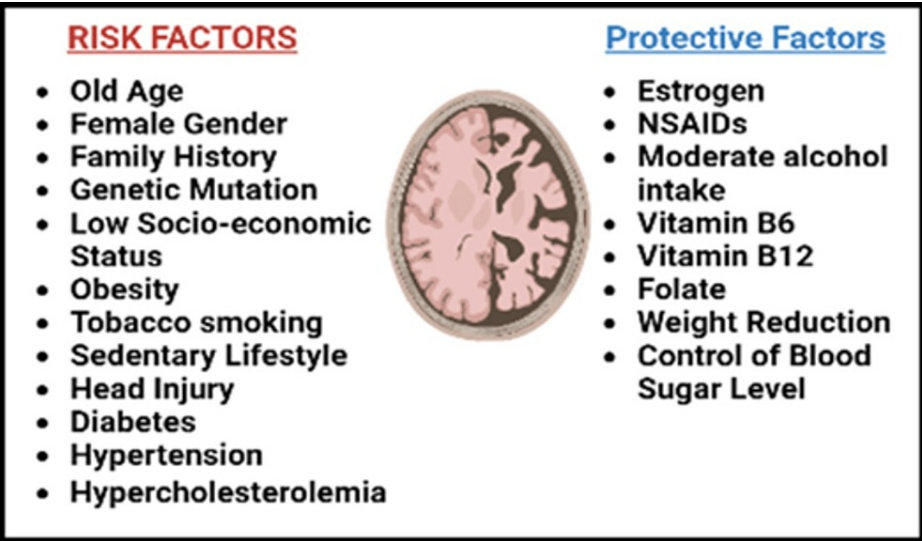 RISK FACTORS
• Old Age
• Female Gender
• Family History
• Genetic Mutation
• Low Socio-economic
Status
• Obesity
• Tobacco smoking
• Sedentary Lifestyle
• Head Injury
• Diabetes
• Hypertension
• Hypercholesterolemia
Protective Factors
• Estrogen
• NSAIDs
• Moderate alcohol
intake
• Vitamin B6
• Vitamin B12
• Folate
• Weight Reduction
• Control of Blood
Sugar Level